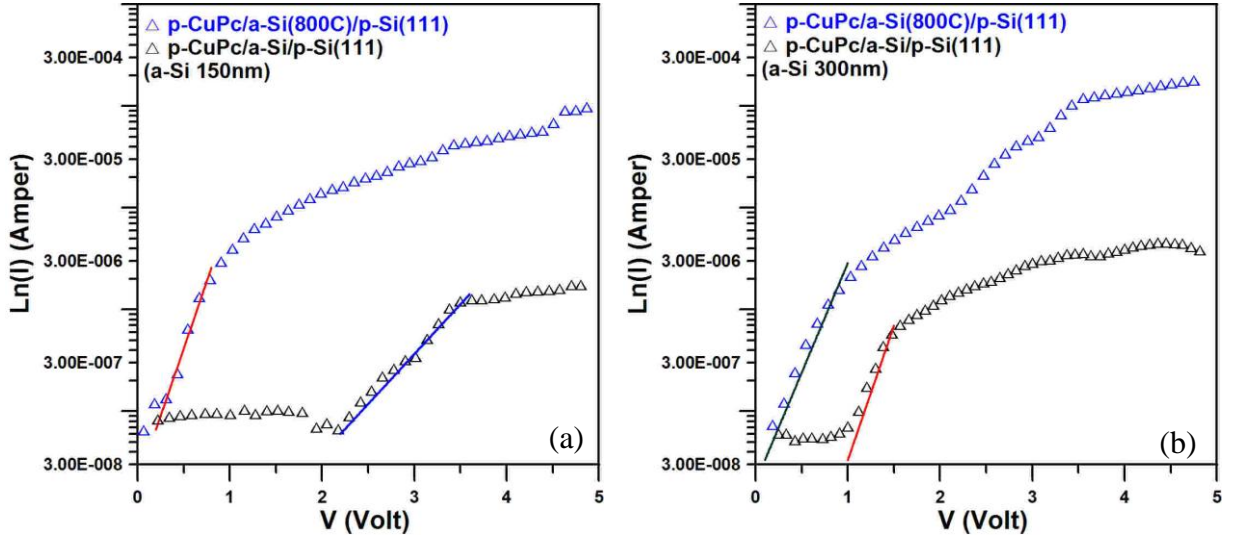 △ p-CuPc/a-Si(800C)/p-Si(111)
△ p-CuPc/a-Si/p-Si(111)
(a-Si 150nm)
3.00E-004
3.00E-005
3.00E-006
3.00E-007
3.00E-008
Ln(I) (Amper)
0 1 2 3 4 5
V (Volt)
(a)
△ p-CuPc/a-Si(800C)/p-Si(111)
△ p-CuPc/a-Si/p-Si(111)
(a-Si 300nm)
3.00E-004
3.00E-005
3.00E-006
3.00E-007
3.00E-008
Ln(I) (Amper)
0 1 2 3 4 5
V (Volt)
(b)